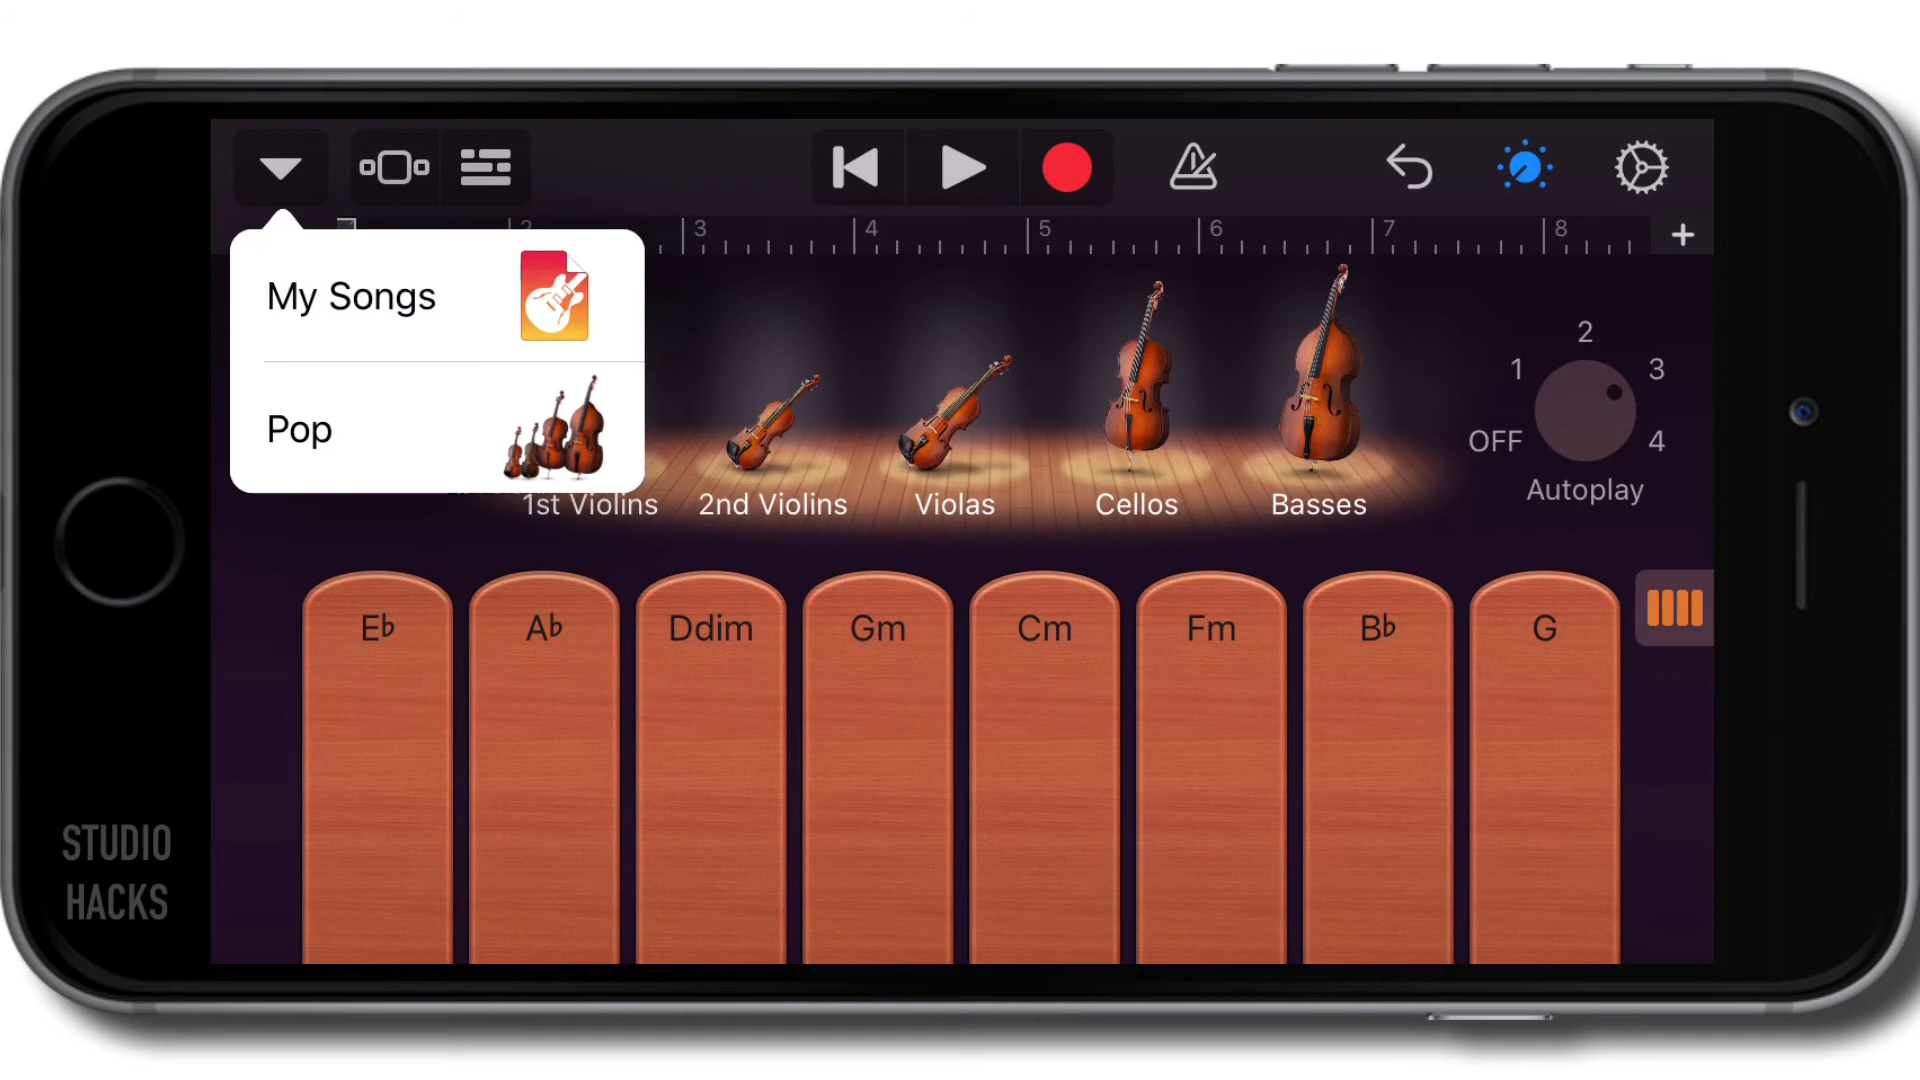 2 3 4 5 6 7 8 +
My Songs
Pop
1st Violins 2nd Violins Violas Cellos Basses
OFF 1 2 3 4
Autoplay
E♭ A♭ Ddim Gm Cm Fm B♭ G
STUDIO
HACKS